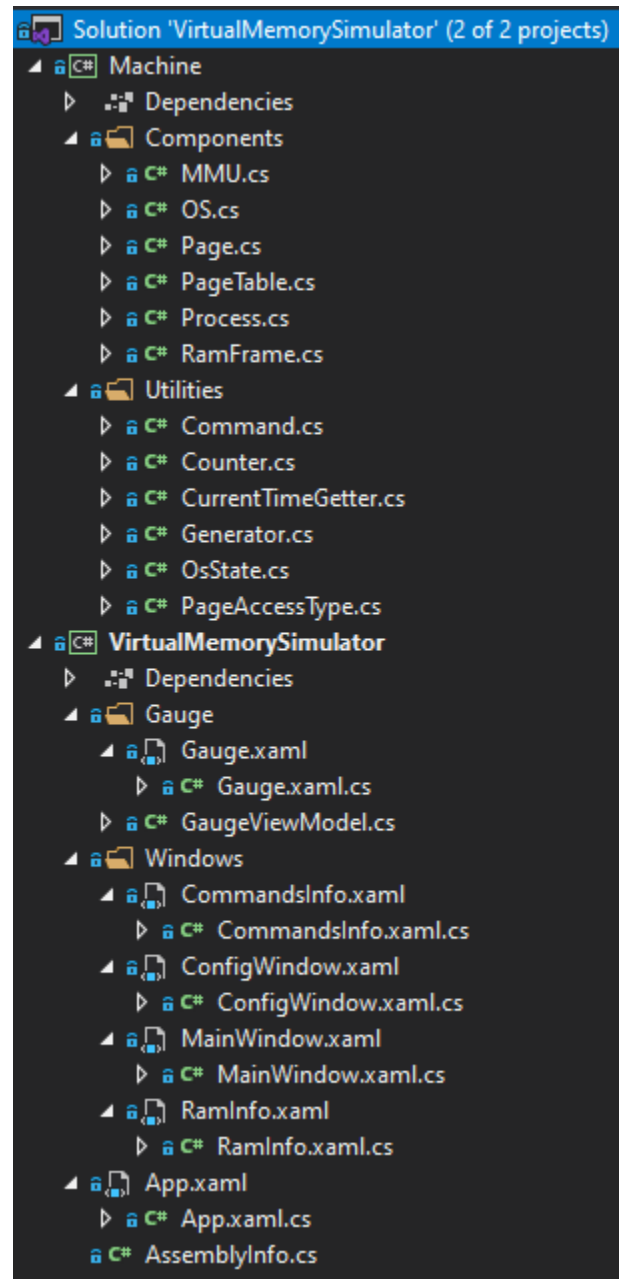 Solution 'VirtualMemorySimulator' (2 of 2 projects)
C# Machine
Dependencies
Components
C# MMU.cs
C# OS.cs
C# Page.cs
C# PageTable.cs
C# Process.cs
C# RamFrame.cs
Utilities
C# Command.cs
C# Counter.cs
C# CurrentTimeGetter.cs
C# Generator.cs
C# OsState.cs
C# PageAccessType.cs
C# VirtualMemorySimulator
Dependencies
Gauge
Gauge.xaml
C# Gauge.xaml.cs
C# GaugeViewModel.cs
Windows
CommandsInfo.xaml
C# CommandsInfo.xaml.cs
ConfigWindow.xaml
C# ConfigWindow.xaml.cs
MainWindow.xaml
C# MainWindow.xaml.cs
RamInfo.xaml
C# RamInfo.xaml.cs
App.xaml
C# App.xaml.cs
C# AssemblyInfo.cs